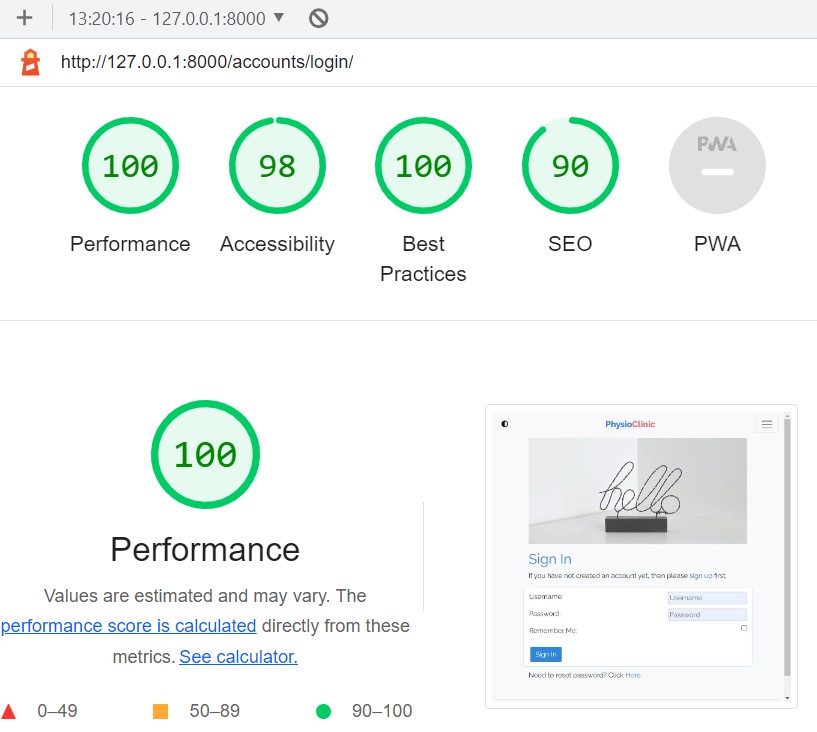 13:20:16 - 127.0.0.1:8000
http://127.0.0.1:8000/accounts/login/
100
98
100
90
PWA
Performance
Accessibility
Best
Practices
SEO
PWA
100
Performance
Values are estimated and may vary. The
performance score is calculated directly from these
metrics. See calculator.
0–49
50–89
90–100
PhysioClinic
hello
Sign In
If you have not created an account yet, then please sign up first.
Username:
Username
Password:
Password
Remember Me:
Sign In
Need to reset password? Click Here.